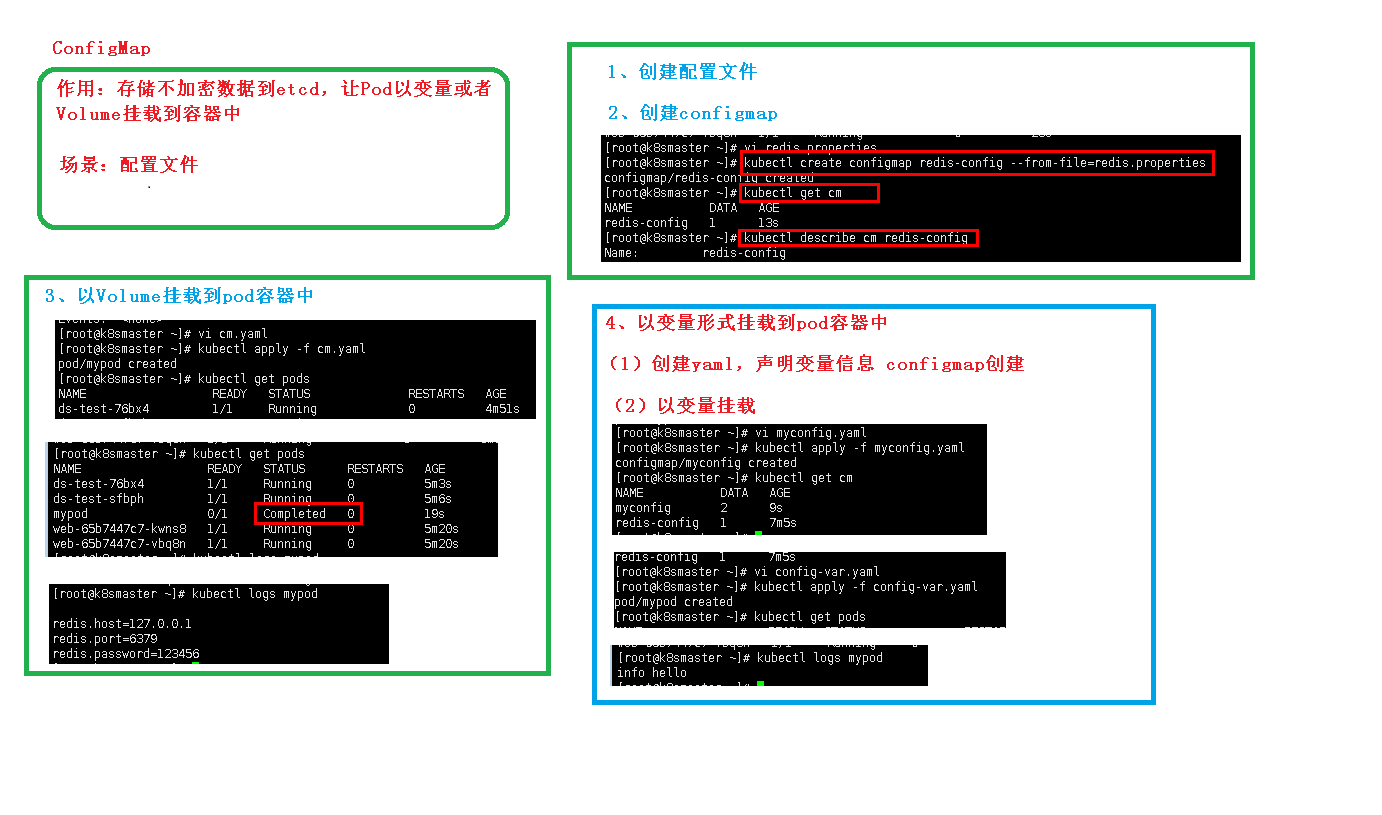 ConfigMap
作用：存储不加密数据到etcd，让Pod以变量或者
Volume挂载到容器中
场景：配置文件
1、创建配置文件
2、创建configmap
[root@k8smaster ~]# vi redis.properties
[root@k8smaster ~]# kubectl create configmap redis-config --from-file=redis.properties
configmap/redis-config created
[root@k8smaster ~]# kubectl get cm
NAME DATA AGE
redis-config 1 13s
[root@k8smaster ~]# kubectl describe cm redis-config
Name: redis-config
3、以Volume挂载到pod容器中
Events: <none>
[root@k8smaster ~]# vi cm.yaml
[root@k8smaster ~]# kubectl apply -f cm.yaml
pod/mypod created
[root@k8smaster ~]# kubectl get pods
NAME READY STATUS RESTARTS AGE
ds-test-76bx4 1/1 Running 0 4m51s
[root@k8smaster ~]# kubectl get pods
NAME READY STATUS RESTARTS AGE
ds-test-76bx4 1/1 Running 0 5m3s
ds-test-sfbph 1/1 Running 0 5m6s
mypod 0/1 Completed 0 19s
web-65b7447c7-kwns8 1/1 Running 0 5m20s
web-65b7447c7-vbq8n 1/1 Running 0 5m20s
[root@k8smaster ~]# kubectl logs mypod
[root@k8smaster ~]# kubectl logs mypod
redis.host=127.0.0.1
redis.port=6379
redis.password=123456
4、以变量形式挂载到pod容器中
（1）创建yaml，声明变量信息 configmap创建
（2）以变量挂载
[root@k8smaster ~]# vi myconfig.yaml
[root@k8smaster ~]# kubectl apply -f myconfig.yaml
configmap/myconfig created
[root@k8smaster ~]# kubectl get cm
NAME DATA AGE
myconfig 2 9s
redis-config 1 7m5s
redis-config 1 7m5s
[root@k8smaster ~]# vi config-var.yaml
[root@k8smaster ~]# kubectl apply -f config-var.yaml
pod/mypod created
[root@k8smaster ~]# kubectl get pods
[root@k8smaster ~]# kubectl logs mypod
info hello